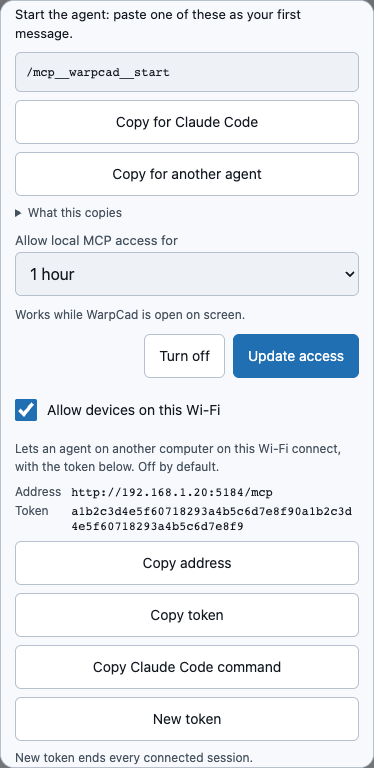 Start the agent: paste one of these as your first
message.
/mcp__warpcad__start
Copy for Claude Code
Copy for another agent
What this copies
Allow local MCP access for
1 hour
Works while WarpCad is open on screen.
Turn off
Update access
Allow devices on this Wi-Fi
Lets an agent on another computer on this Wi-Fi connect,
with the token below. Off by default.
Address http://192.168.1.20:5184/mcp
Token a1b2c3d4e5f60718293a4b5c6d7e8f90a1b2c3d
4e5f60718293a4b5c6d7e8f9
Copy address
Copy token
Copy Claude Code command
New token
New token ends every connected session.